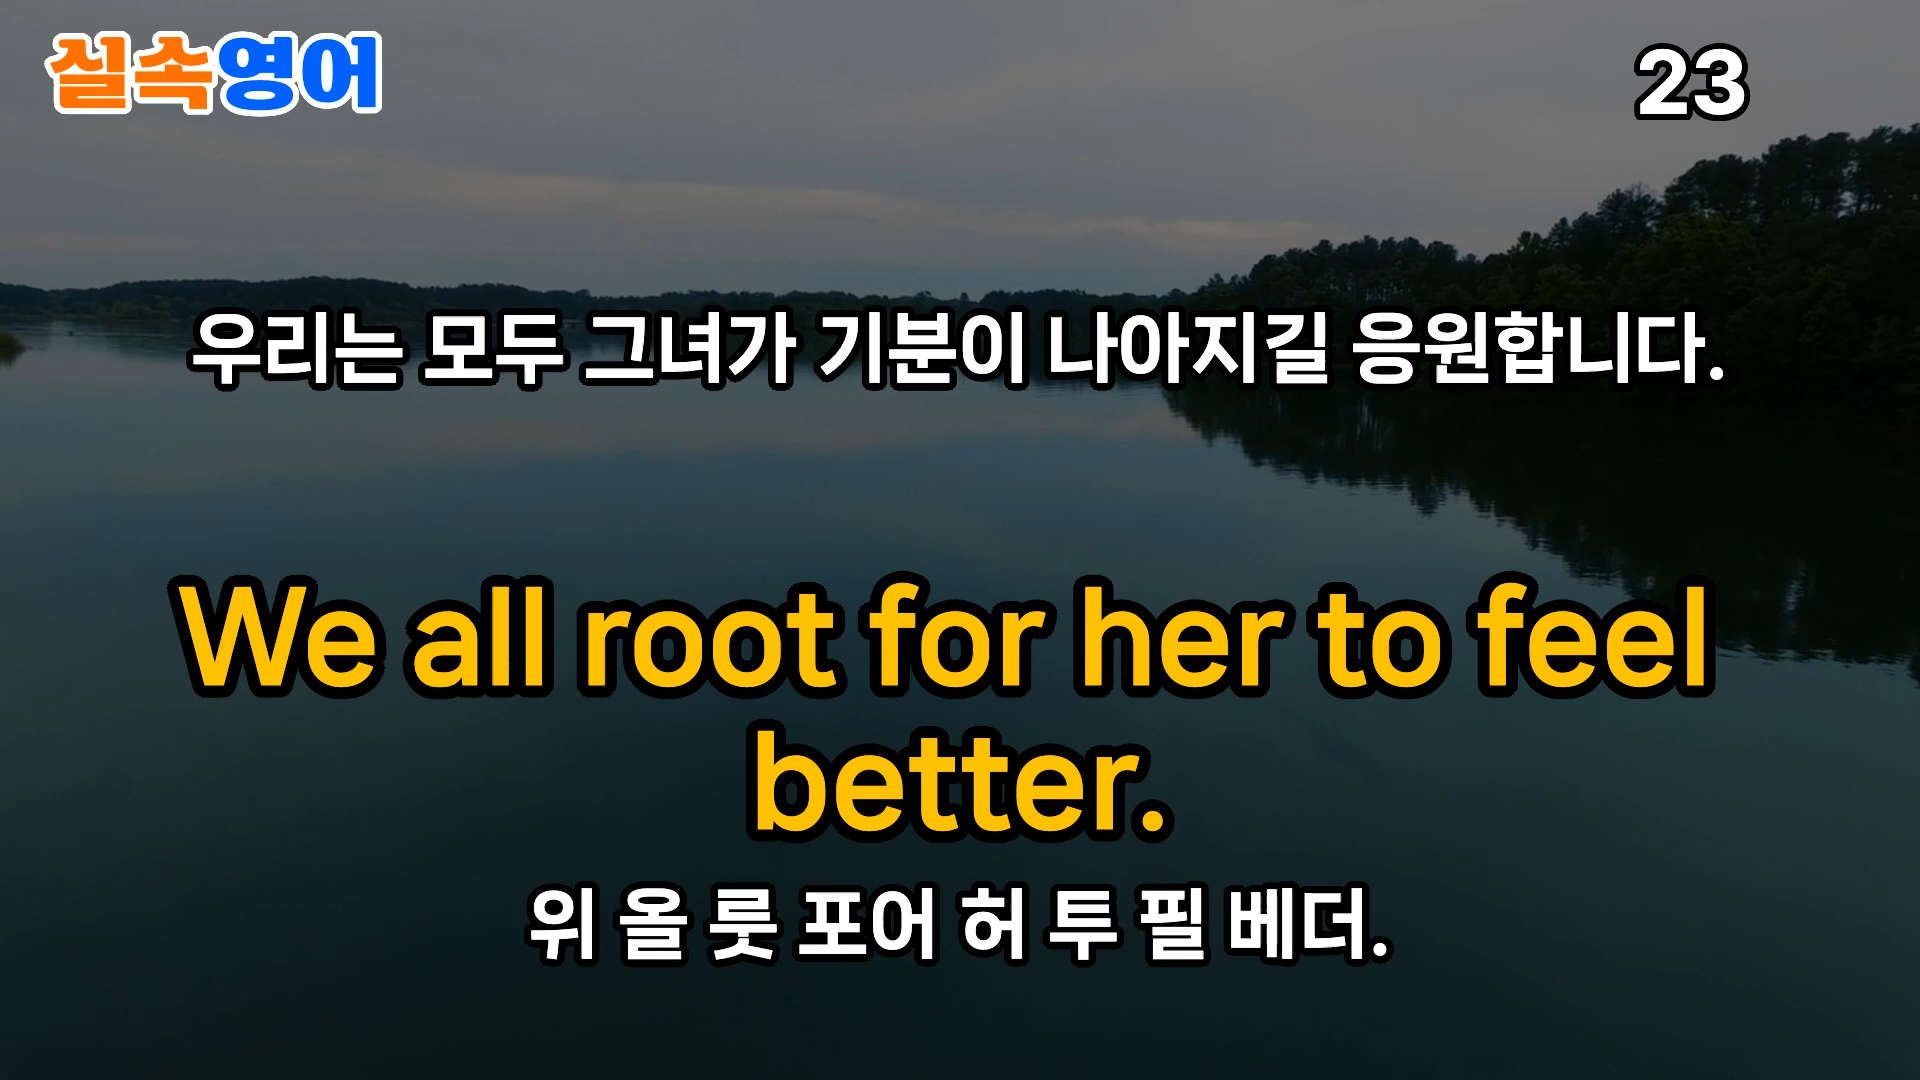 실속영어
23
우리는 모두 그녀가 기분이 나아지길 응원합니다.
We all root for her to feel
better.
위 올 룻 포어 허 투 필 베더.